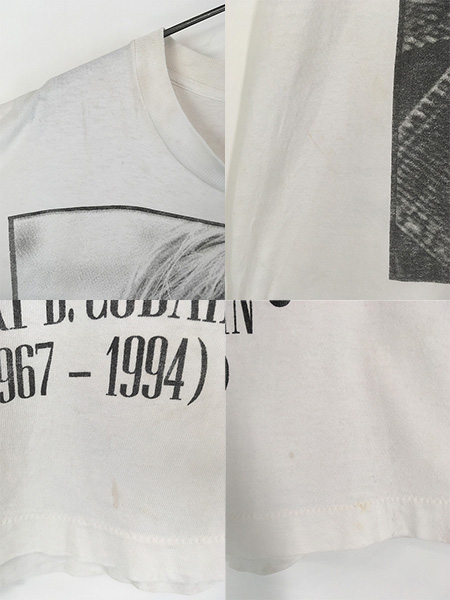 T D. COBAIN
967 – 1994)
N
)